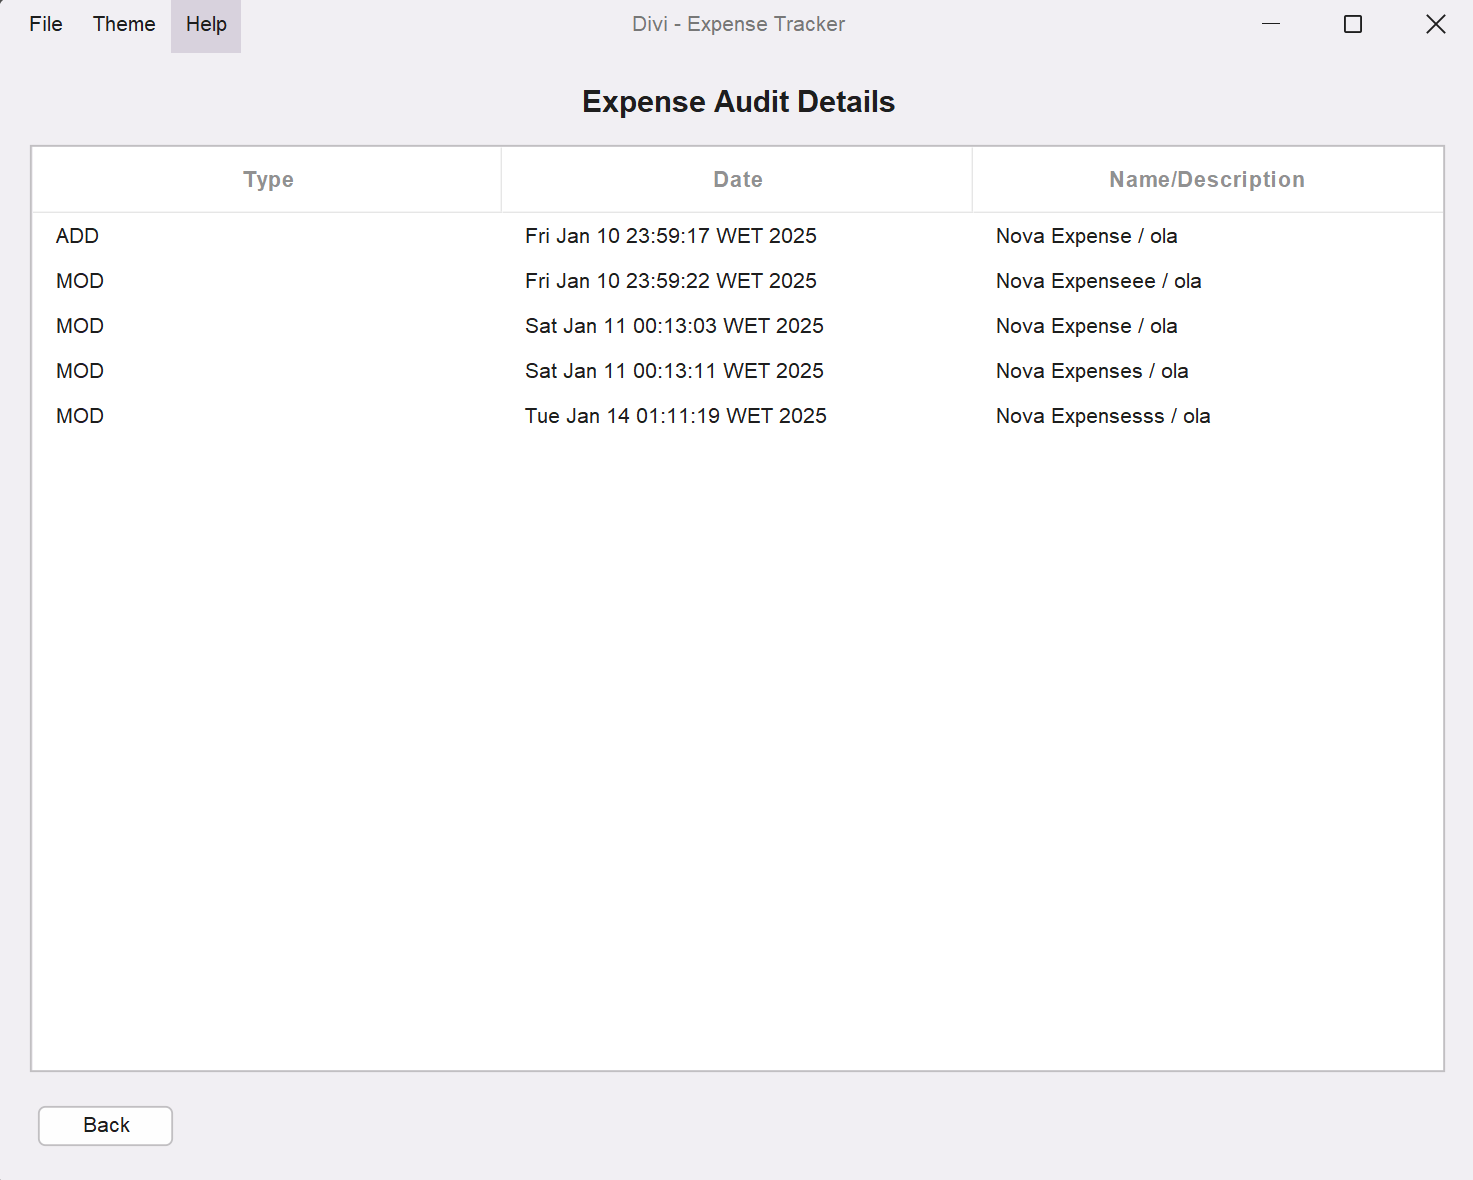 File Theme Help Divi - Expense Tracker
Expense Audit Details
Type Date Name/Description
ADD Fri Jan 10 23:59:17 WET 2025 Nova Expense / ola
MOD Fri Jan 10 23:59:22 WET 2025 Nova Expenseee / ola
MOD Sat Jan 11 00:13:03 WET 2025 Nova Expense / ola
MOD Sat Jan 11 00:13:11 WET 2025 Nova Expenses / ola
MOD Tue Jan 14 01:11:19 WET 2025 Nova Expensesss / ola
Back